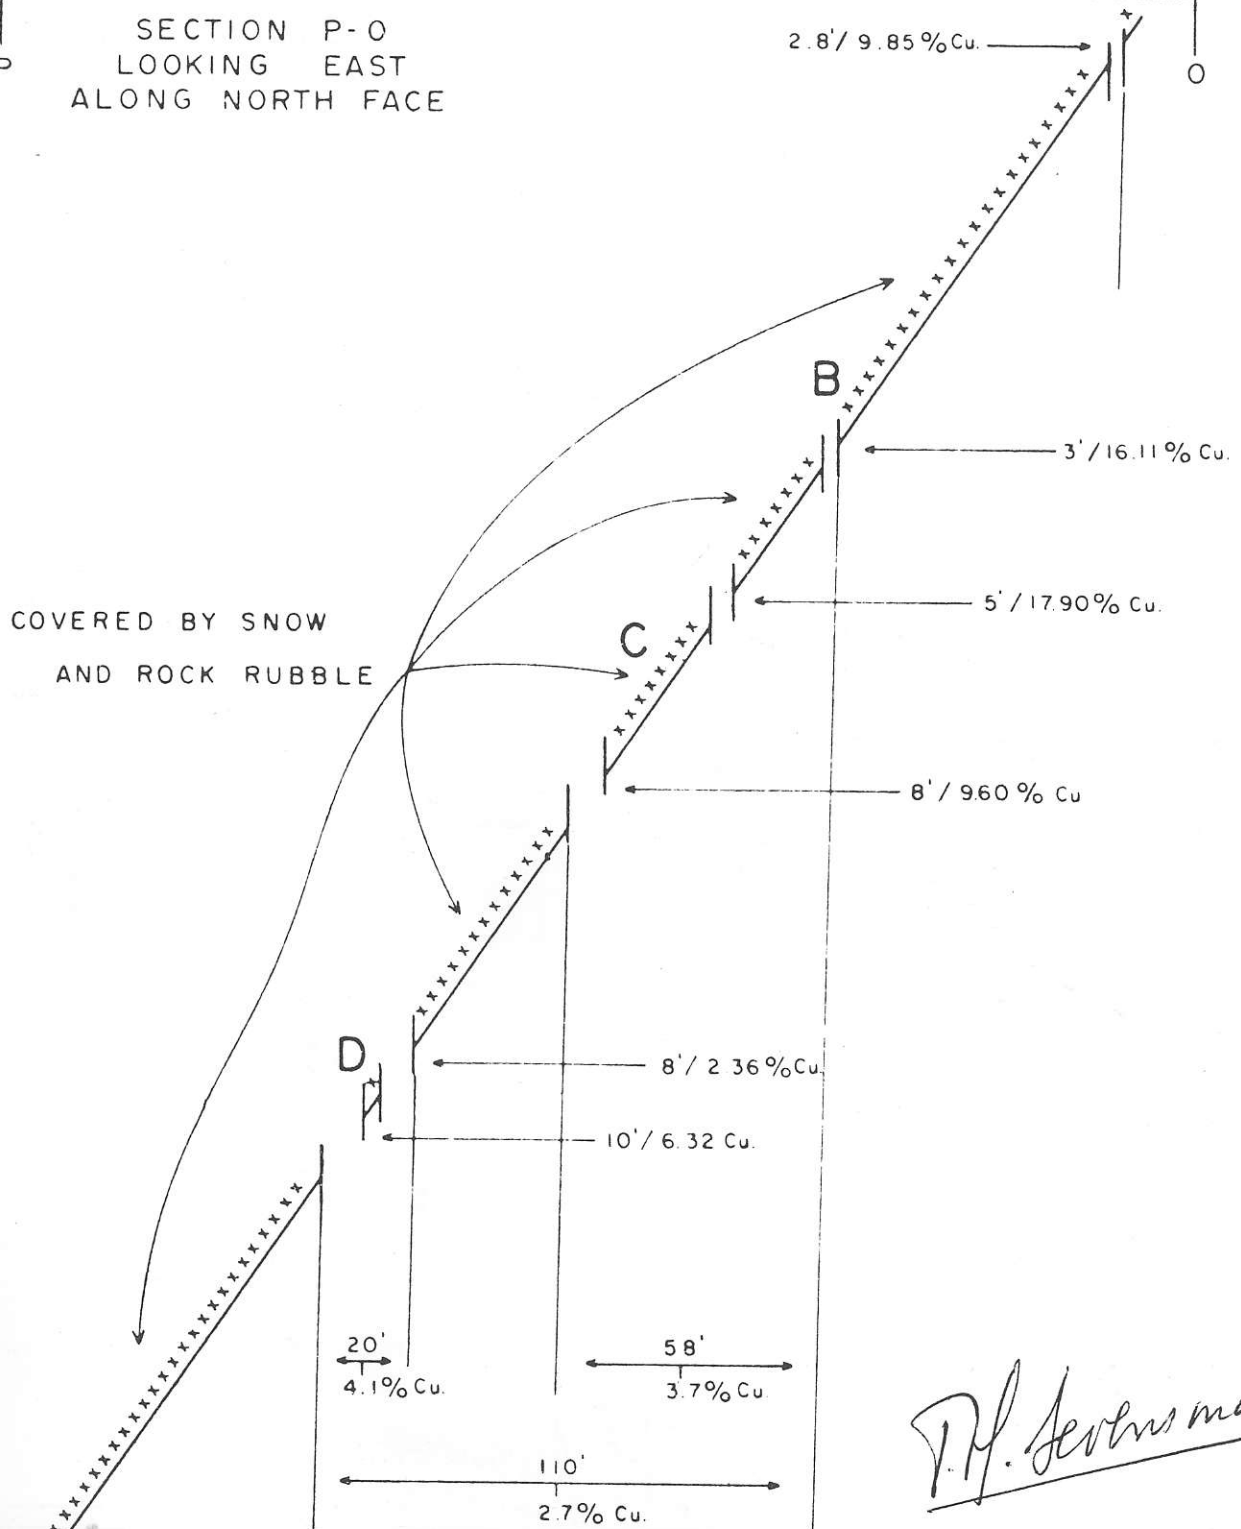 SECTION P-O
LOOKING EAST
ALONG NORTH FACE
2.8'/ 9.85%Cu.
O
B
3'/16.11% Cu.
5'/17.90% Cu.
COVERED BY SNOW
AND ROCK RUBBLE
C
8'/ 9.60 % Cu
D
8'/ 2 36%Cu.
10'/ 6.32 Cu.
20'
4.1% Cu.
58'
3.7% Cu.
110'
2.7% Cu.